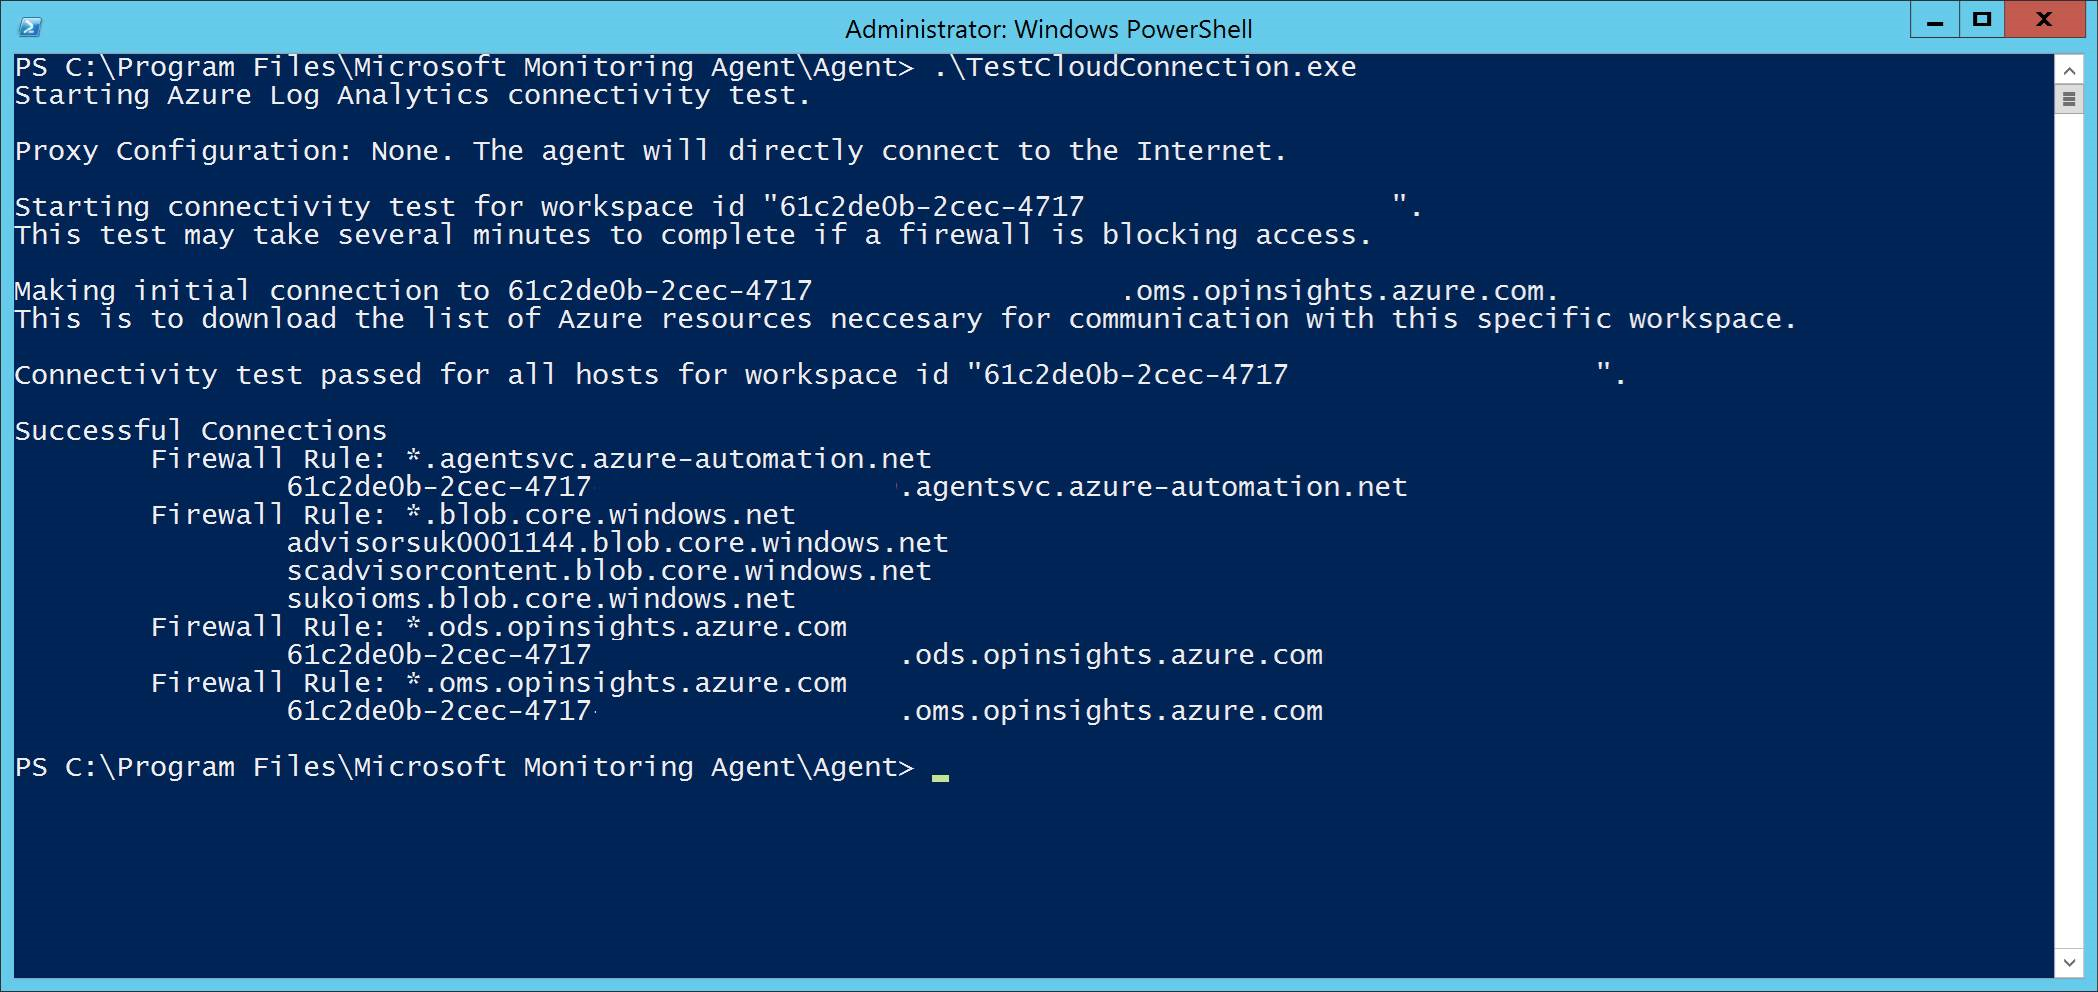 Administrator: Windows PowerShell
PS C:\Program Files\Microsoft Monitoring Agent\Agent> .\TestCloudConnection.exe
Starting Azure Log Analytics connectivity test.
Proxy Configuration: None. The agent will directly connect to the Internet.
Starting connectivity test for workspace id "61c2de0b-2cec-4717 ".
This test may take several minutes to complete if a firewall is blocking access.
Making initial connection to 61c2de0b-2cec-4717 .oms.opinsights.azure.com.
This is to download the list of Azure resources neccesary for communication with this specific workspace.
Connectivity test passed for all hosts for workspace id "61c2de0b-2cec-4717 ".
Successful Connections
Firewall Rule: *.agentsvc.azure-automation.net
61c2de0b-2cec-4717 .agentsvc.azure-automation.net
Firewall Rule: *.blob.core.windows.net
advisorsuk0001144.blob.core.windows.net
scadvisorcontent.blob.core.windows.net
sukoioms.blob.core.windows.net
Firewall Rule: *.ods.opinsights.azure.com
61c2de0b-2cec-4717 .ods.opinsights.azure.com
Firewall Rule: *.oms.opinsights.azure.com
61c2de0b-2cec-4717 .oms.opinsights.azure.com
PS C:\Program Files\Microsoft Monitoring Agent\Agent>